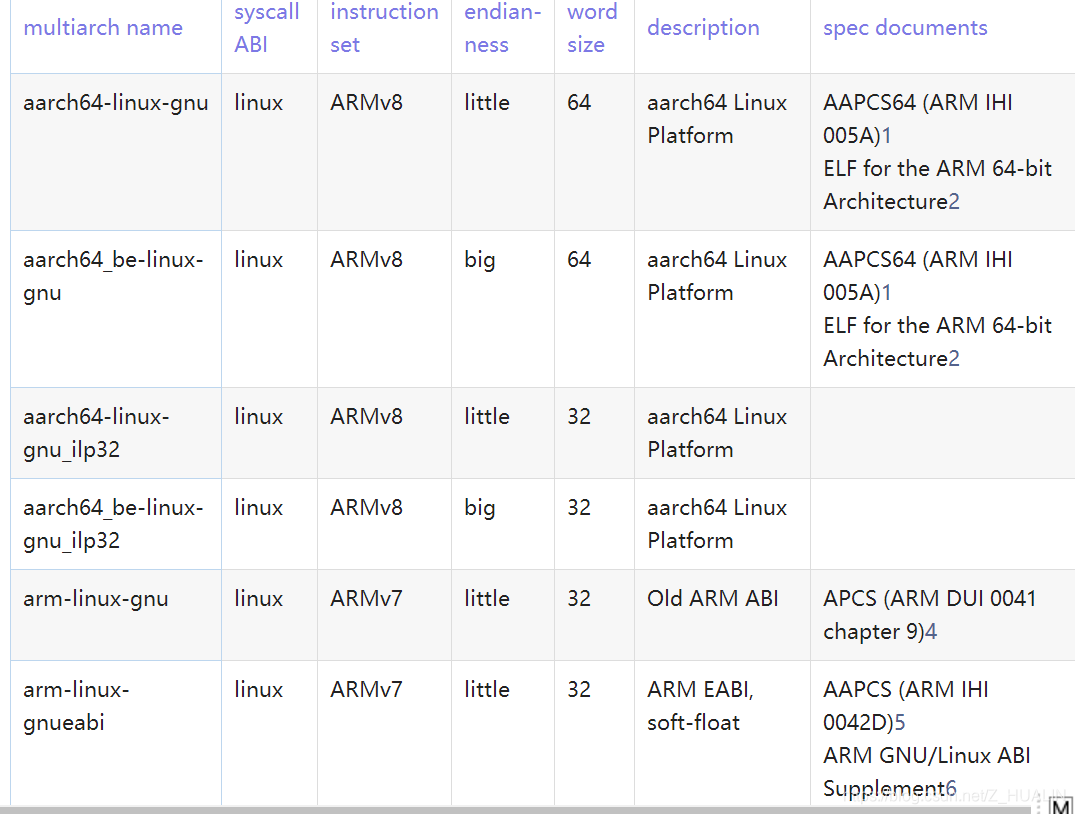 multiarch name
syscall ABI
instruction set
endian-ness
word size
description
spec documents
aarch64-linux-gnu
linux
ARMv8
little
64
aarch64 Linux
Platform
AAPCS64 (ARM IHI
005A)1
ELF for the ARM 64-bit
Architecture2
aarch64_be-linux-
gnu
linux
ARMv8
big
64
aarch64 Linux
Platform
AAPCS64 (ARM IHI
005A)1
ELF for the ARM 64-bit
Architecture2
aarch64-linux-
gnu_ilp32
linux
ARMv8
little
32
aarch64 Linux
Platform
aarch64_be-linux-
gnu_ilp32
linux
ARMv8
big
32
aarch64 Linux
Platform
arm-linux-gnu
linux
ARMv7
little
32
Old ARM ABI
APCS (ARM DUI 0041
chapter 9)4
arm-linux-
gnueabi
linux
ARMv7
little
32
ARM EABI,
soft-float
AAPCS (ARM IHI
0042D)5
ARM GNU/Linux ABI
Supplement6
M